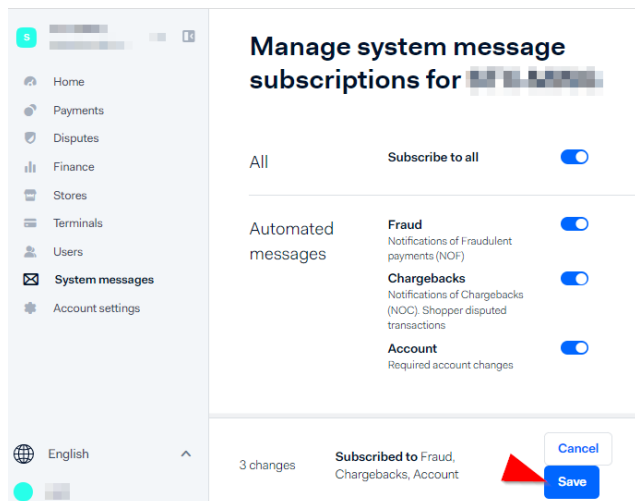 S
Home
Payments
Disputes
Finance
Stores
Terminals
Users
System messages
Account settings
English
Manage system message
subscriptions for
All
Subscribe to all
Automated
messages
Fraud
Notifications of Fraudulent
payments (NOF)
Chargebacks
Notifications of Chargebacks
(NOC). Shopper disputed
transactions
Account
Required account changes
3 changes
Subscribed to Fraud,
Chargebacks, Account
Cancel
Save